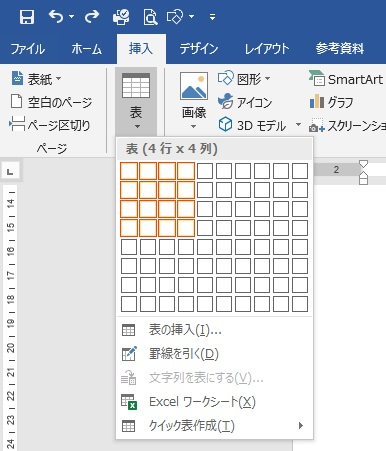 ファイル ホーム 挿入 デザイン レイアウト 参考資料
表紙 図形 SmartArt
空白のページ アイコン グラフ
ページ区切り 表 画像 3D モデル スクリーンショ
ページ
表 (4 行 x 4 列)
2
14
15
16
17
18
19
20
21
22
23
24
表の挿入(I)...
罫線を引く(D)
文字列を表にする(V)...
Excel ワークシート(X)
クイック表作成(T)